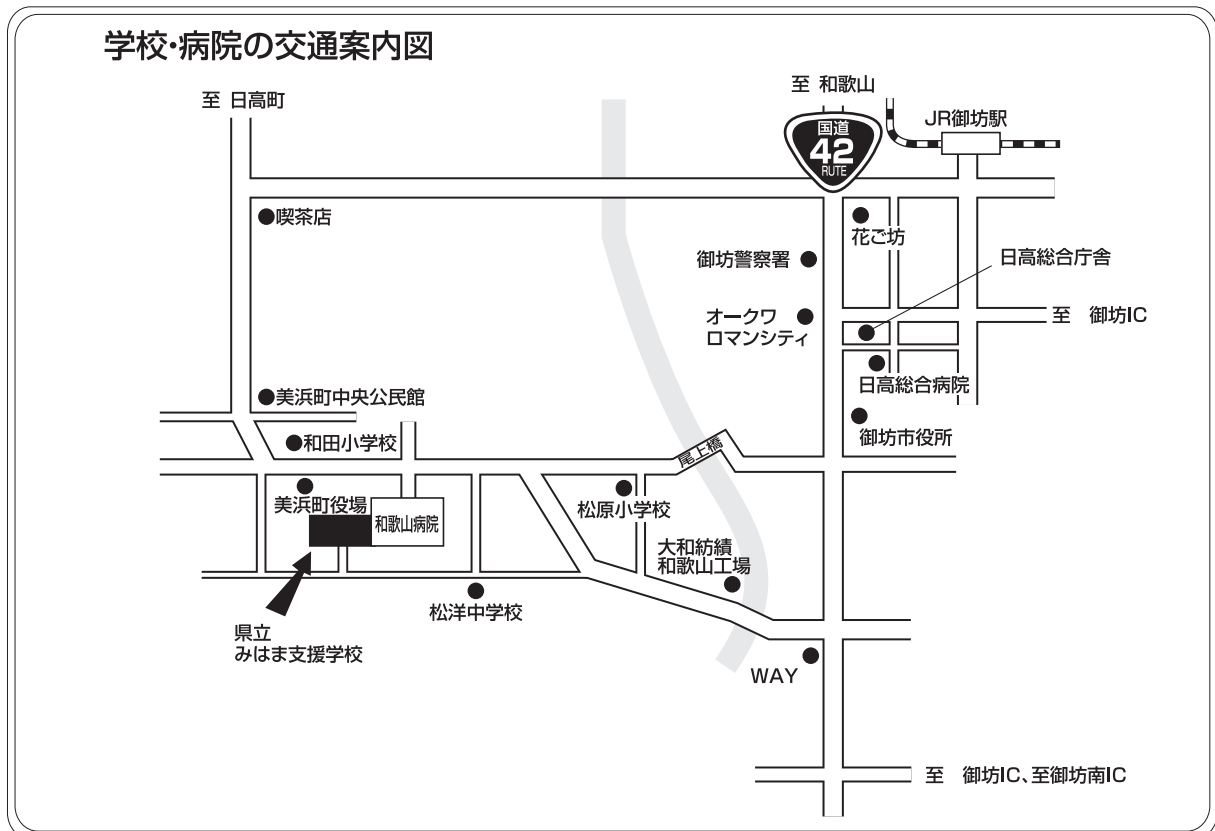 学校・病院の交通案内図
至 日高町
至 和歌山
国道
42
RUTE
JR御坊駅
喫茶店
花ご坊
御坊警察署
日高総合庁舎
オークワ
ロマンシティ
至 御坊IC
日高総合病院
美浜町中央公民館
御坊市役所
和田小学校
尾上橋
美浜町役場
和歌山病院
松原小学校
大和紡績
和歌山工場
松洋中学校
県立
みはま支援学校
WAY
至 御坊IC、至御坊南IC